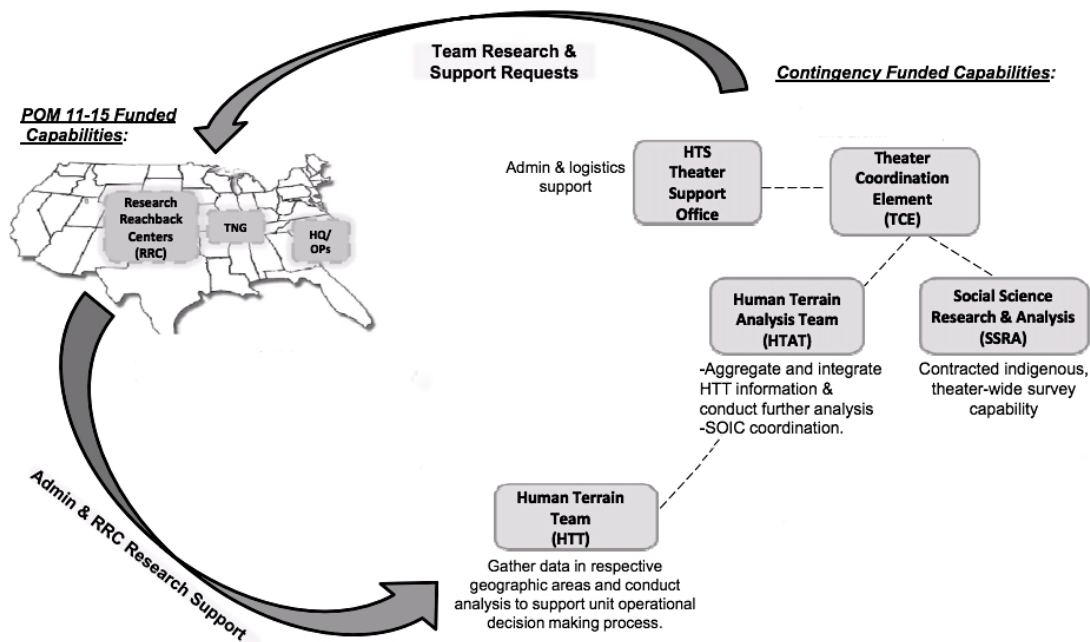 Team Research &
Support Requests
Contingency Funded Capabilities:
POM 11-15 Funded
Capabilities:
Research
Reachback
Centers
(RRC)
TNG
HQ/
OPs
Admin & logistics
support
HTS
Theater
Support
Office
Theater
Coordination
Element
(TCE)
Human Terrain
Analysis Team
(HTAT)
-Aggregate and integrate
HTT information &
conduct further analysis
-SOIC coordination.
Social Science
Research & Analysis
(SSRA)
Contracted indigenous,
theater-wide survey
capability
Human Terrain
Team
(HTT)
Gather data in respective
geographic areas and conduct
analysis to support unit operational
decision making process.
Admin & RRC Research Support